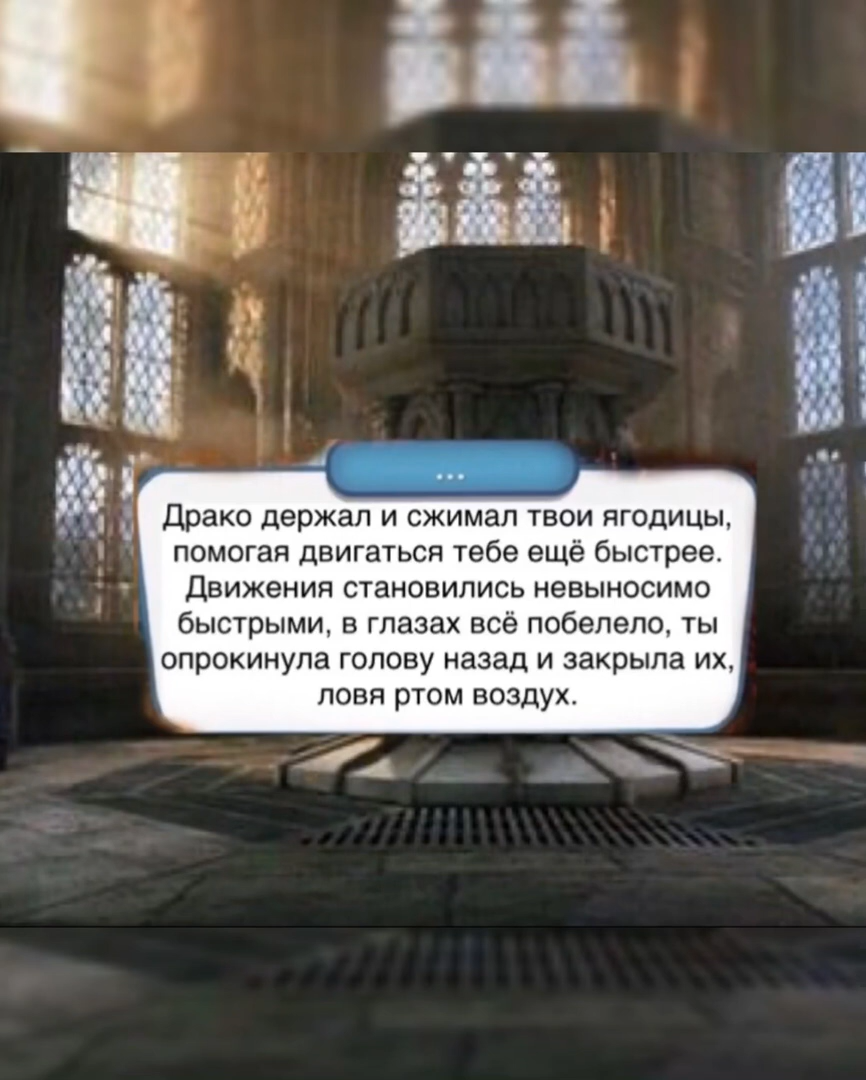 ...
Драко держал и сжимал твои ягодицы,
помогая двигаться тебе ещё быстрее.
Движения становились невыносимо
быстрыми, в глазах всё побелело, ты
опрокинула голову назад и закрыла их,
ловя ртом воздух.